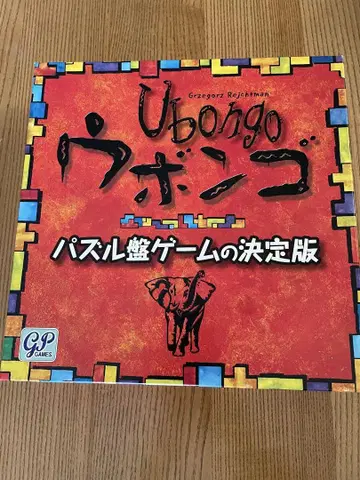 Grzegorz Rejchtman
Ubongo
ウボンゴ
パズル盤ゲームの決定版
GP
GAMES